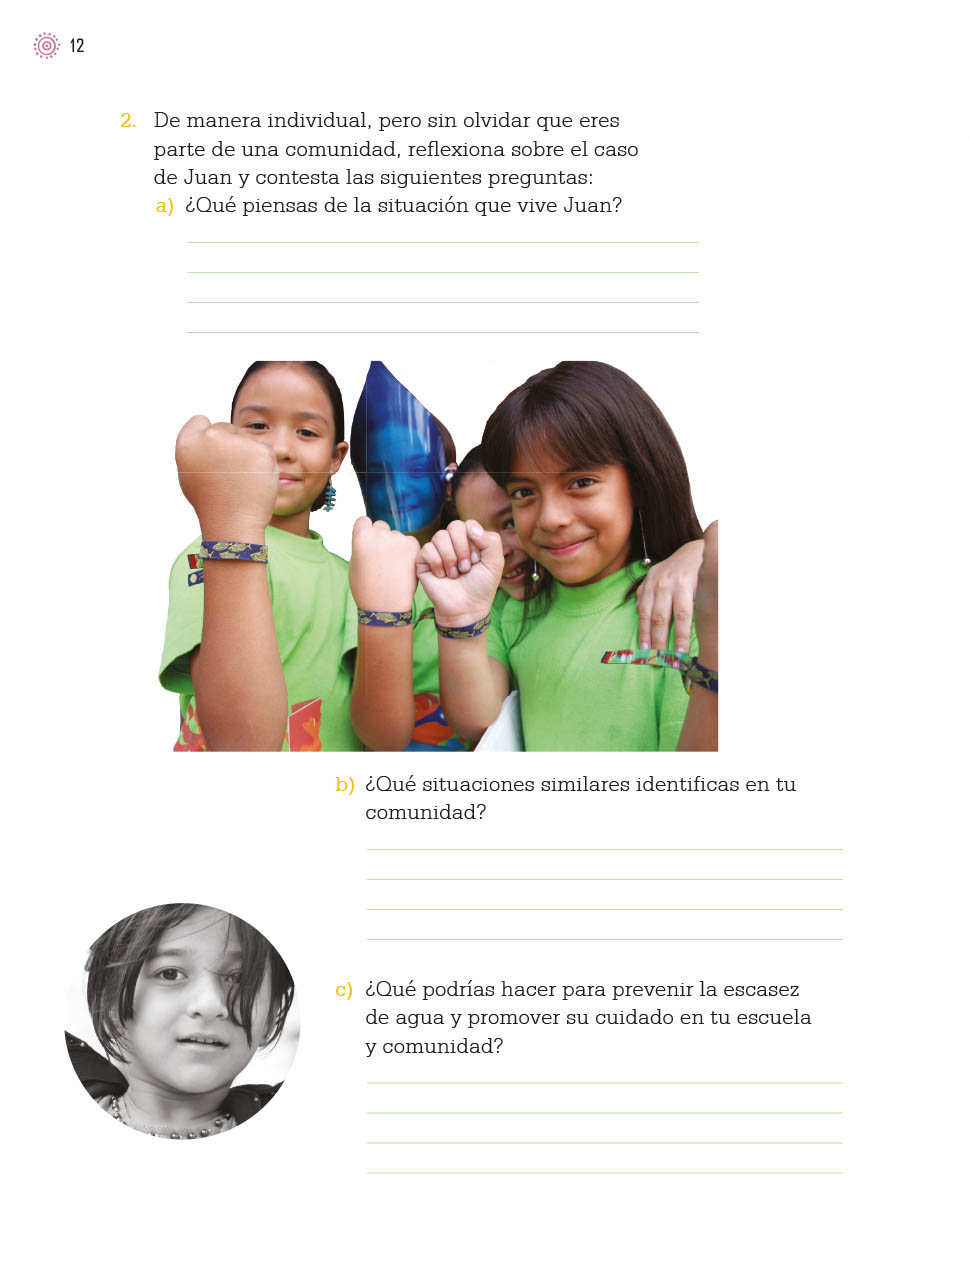 12
2. De manera individual, pero sin olvidar que eres
parte de una comunidad, reflexiona sobre el caso
de Juan y contesta las siguientes preguntas:
a) ¿Qué piensas de la situación que vive Juan?
b) ¿Qué situaciones similares identificas en tu
comunidad?
c) ¿Qué podrías hacer para prevenir la escasez
de agua y promover su cuidado en tu escuela
y comunidad?